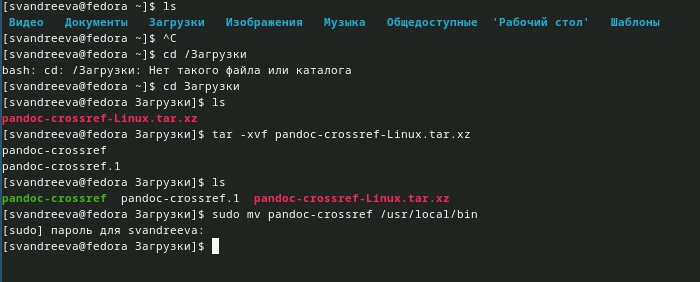 [svandreeva@fedora ~]$ ls
Видео Документы Загрузки Изображения Музыка Общедоступные 'Рабочий стол' Шаблоны
[svandreeva@fedora ~]$ ^C
[svandreeva@fedora ~]$ cd /Загрузки
bash: cd: /Загрузки: Нет такого файла или каталога
[svandreeva@fedora ~]$ cd Загрузки
[svandreeva@fedora Загрузки]$ ls
pandoc-crossref-Linux.tar.xz
[svandreeva@fedora Загрузки]$ tar -xvf pandoc-crossref-Linux.tar.xz
pandoc-crossref
pandoc-crossref.1
[svandreeva@fedora Загрузки]$ ls
pandoc-crossref pandoc-crossref.1 pandoc-crossref-Linux.tar.xz
[svandreeva@fedora Загрузки]$ sudo mv pandoc-crossref /usr/local/bin
[sudo] пароль для svandreeva:
[svandreeva@fedora Загрузки]$